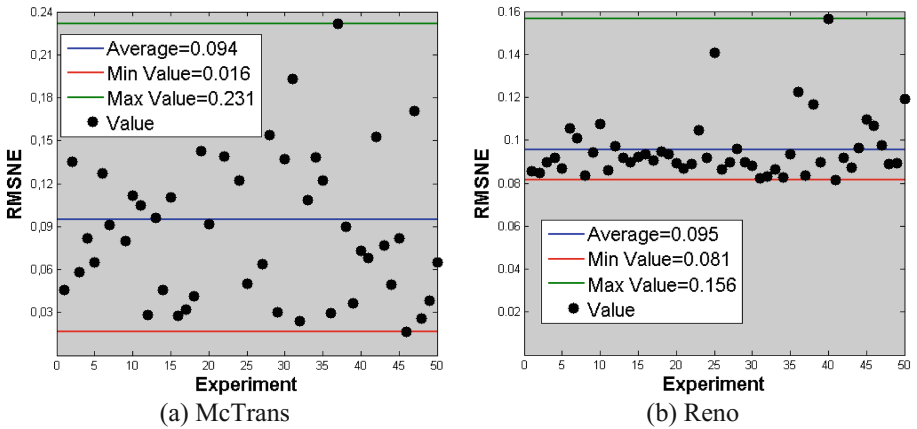 0,24
0,21
0,18
0,15
0,12
0,09
0,06
0,03
RMSNE
Average=0.094
Min Value=0.016
Max Value=0.231
Value
0 5 10 15 20 25 30 35 40 45 50
Experiment
(a) McTrans
0.16
0.14
0.12
0.1
0.08
0.06
0.04
0.02
RMSNE
Average=0.095
Min Value=0.081
Max Value=0.156
Value
0 5 10 15 20 25 30 35 40 45 50
Experiment
(b) Reno